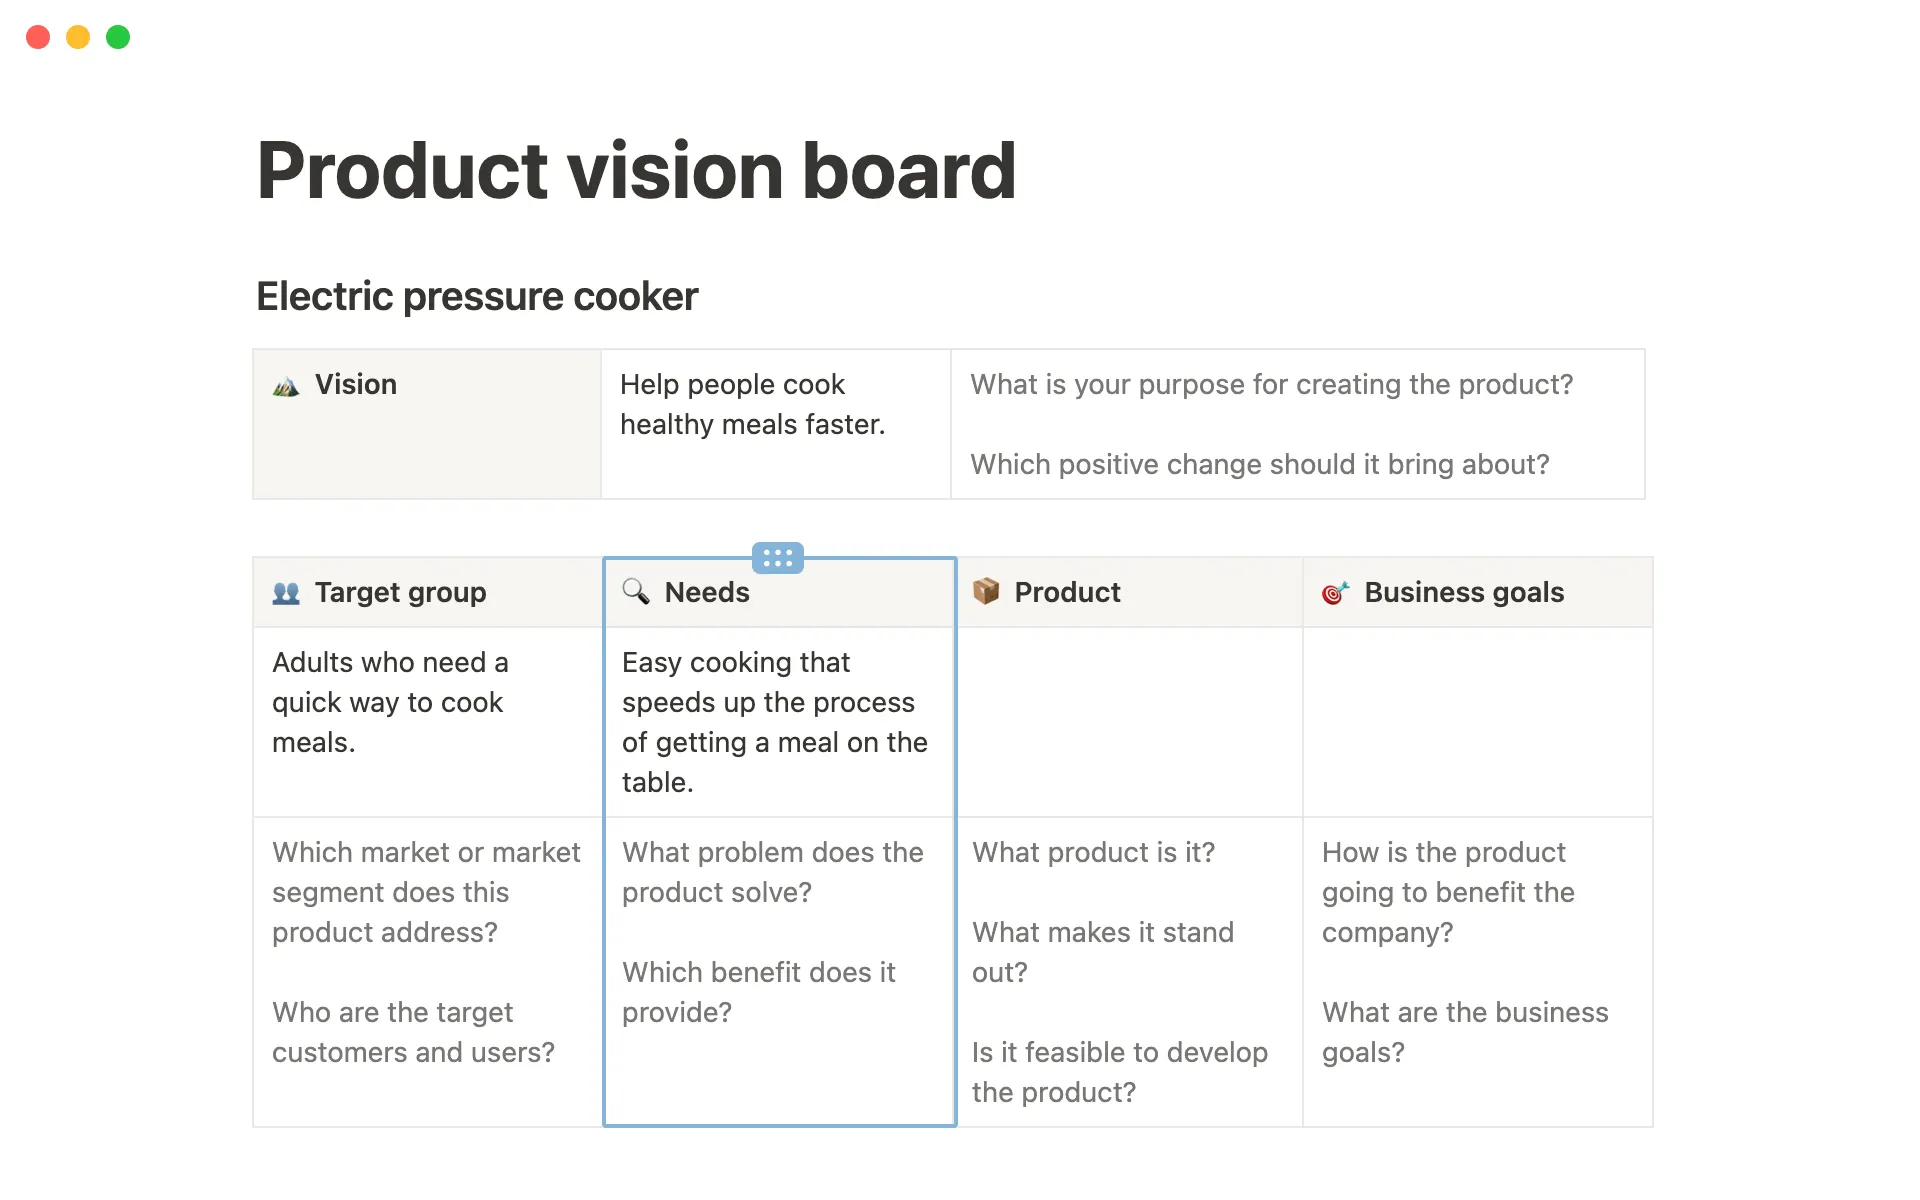 Product vision board
Electric pressure cooker
Vision
Help people cook
healthy meals faster.
What is your purpose for creating the product?
Which positive change should it bring about?
Target group
Needs
Product
Business goals
Adults who need a
quick way to cook
meals.
Easy cooking that
speeds up the process
of getting a meal on the
table.
Which market or market
segment does this
product address?
Who are the target
customers and users?
What problem does the
product solve?
Which benefit does it
provide?
What product is it?
What makes it stand
out?
Is it feasible to develop
the product?
How is the product
going to benefit the
company?
What are the business
goals?